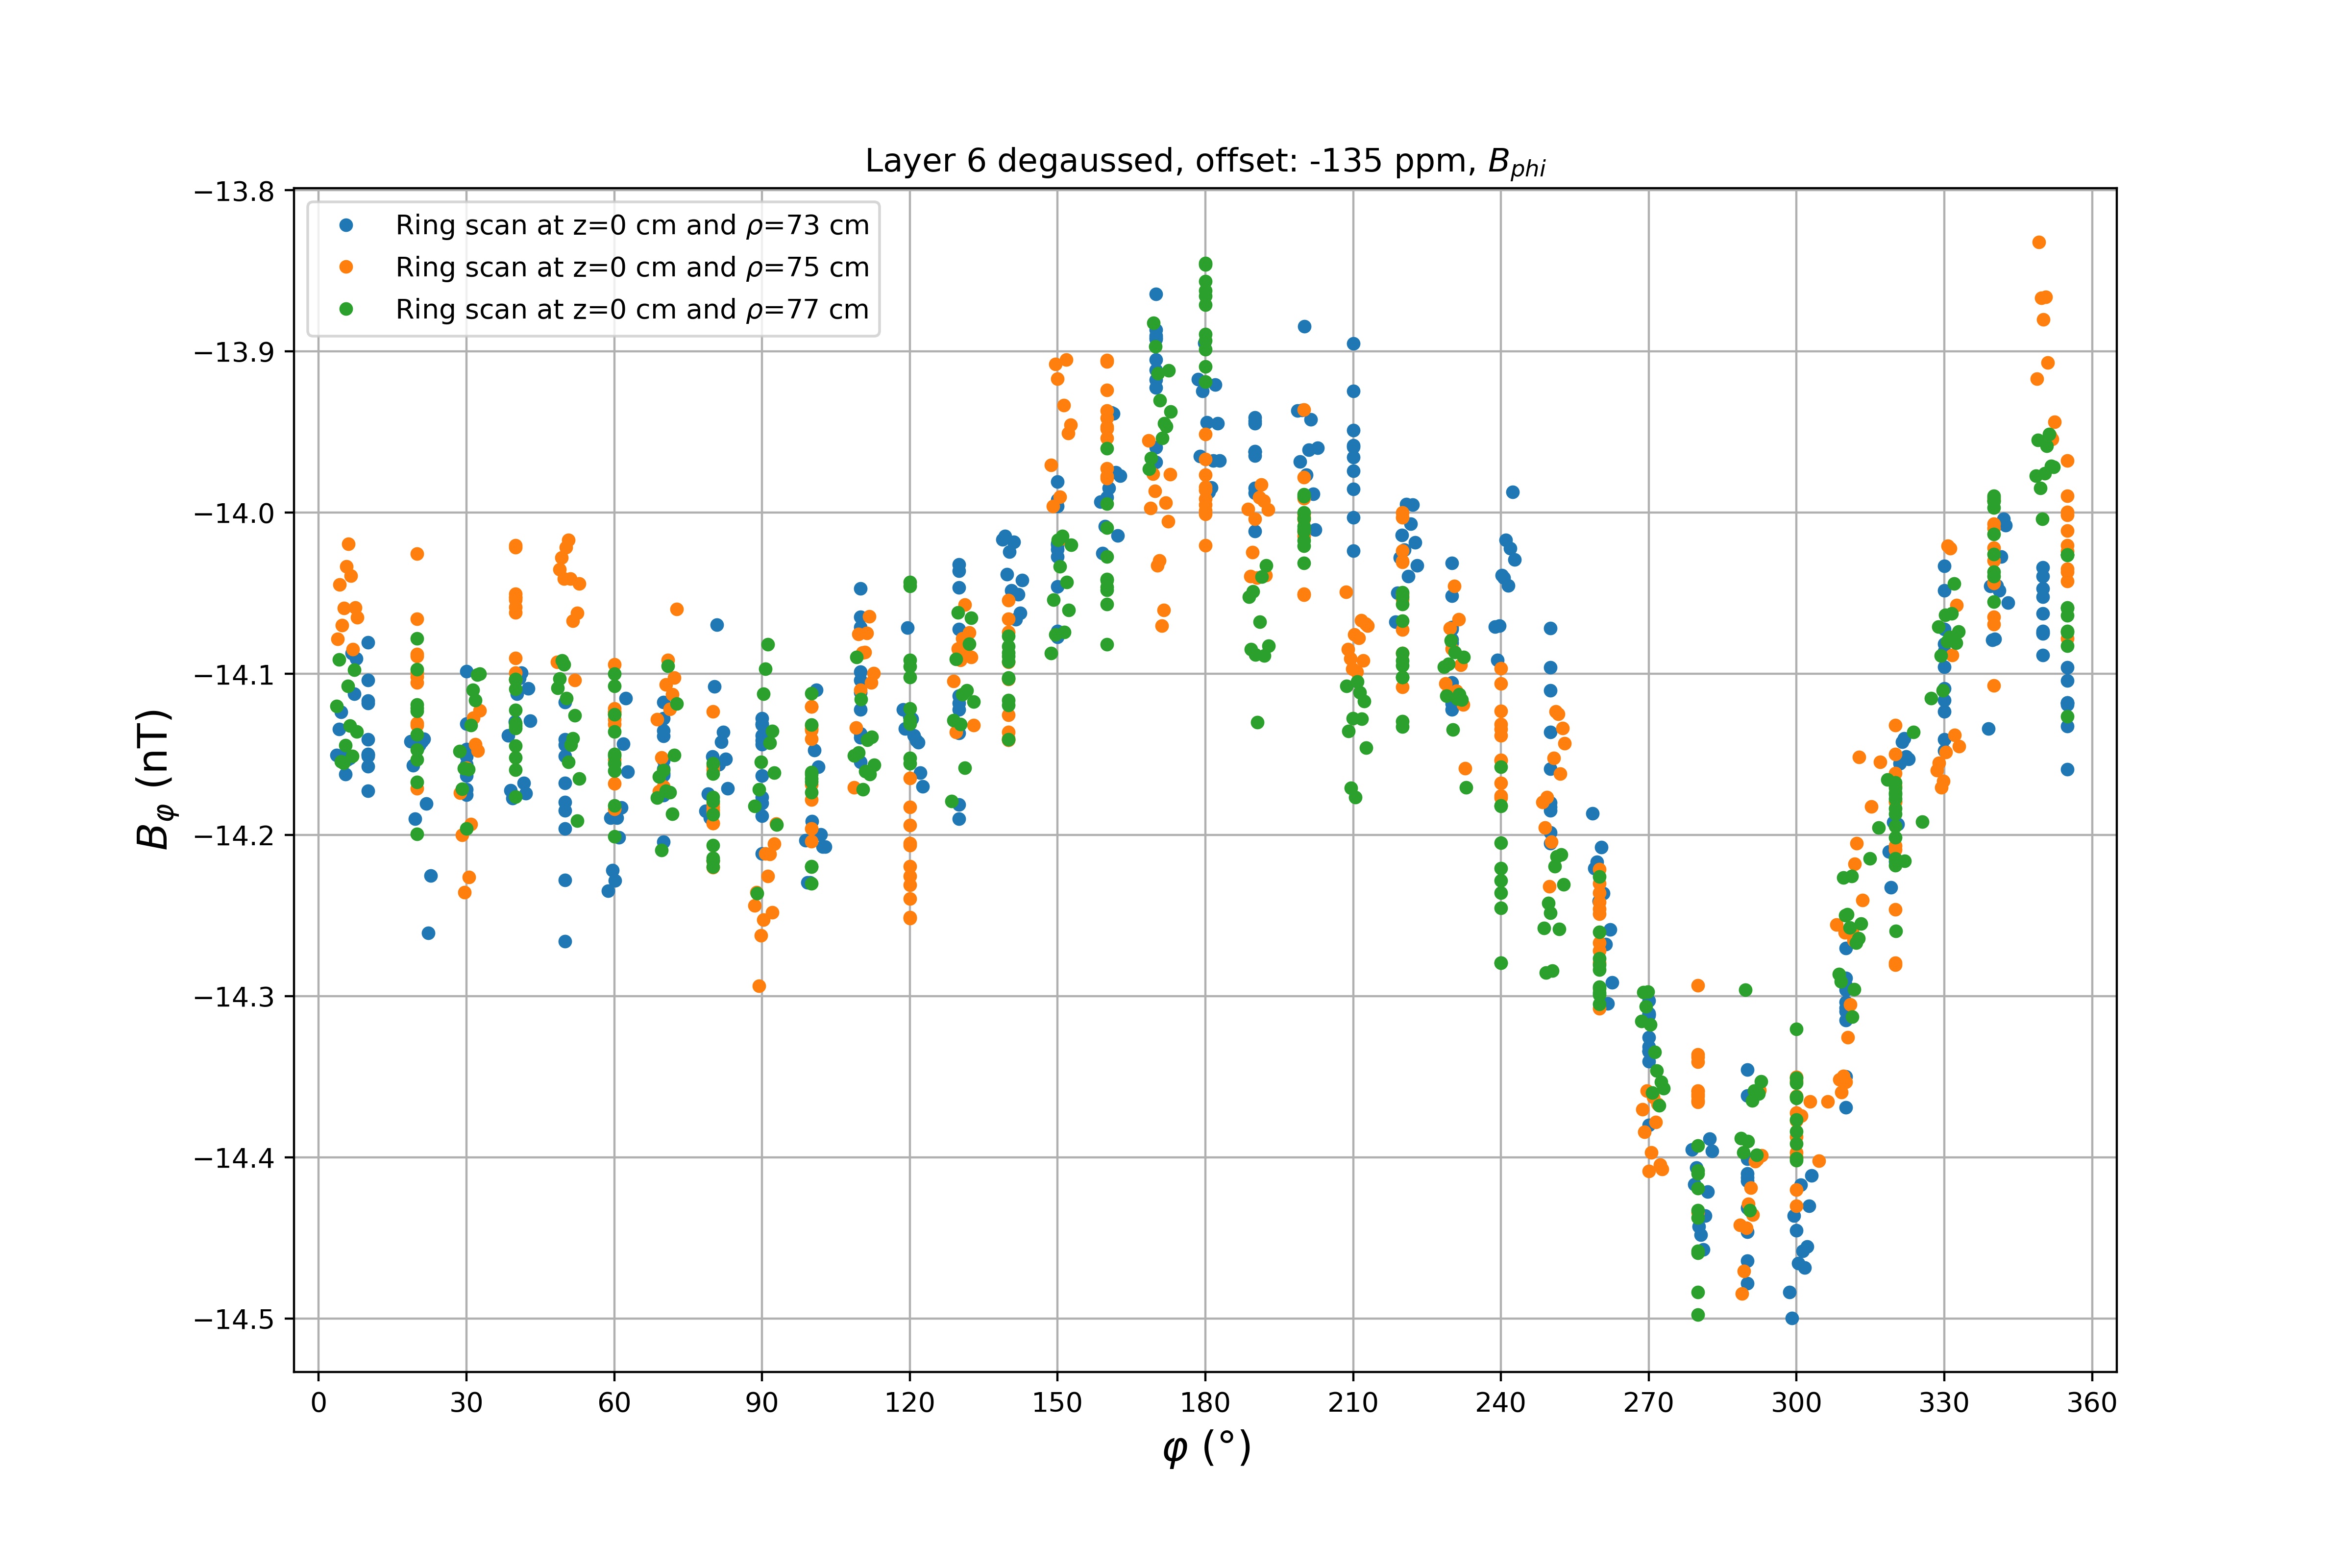 Layer 6 degaussed, offset: -135 ppm, B_phi
−13.8
−13.9
−14.0
−14.1
−14.2
−14.3
−14.4
−14.5
B_φ (nT)
Ring scan at z=0 cm and ρ=73 cm
Ring scan at z=0 cm and ρ=75 cm
Ring scan at z=0 cm and ρ=77 cm
0 30 60 90 120 150 180 210 240 270 300 330 360
φ (°)